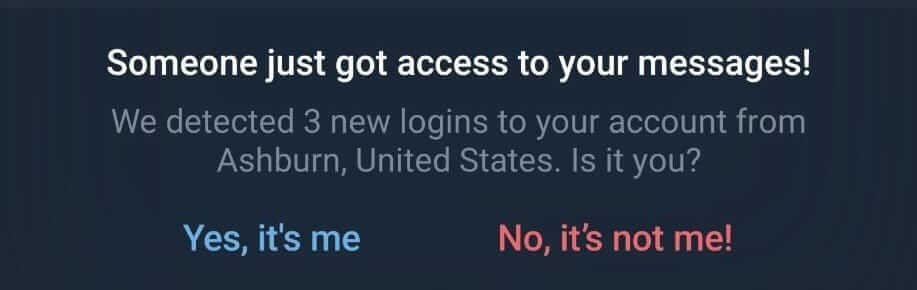 Someone just got access to your messages!
We detected 3 new logins to your account from
Ashburn, United States. Is it you?
Yes, it's me
No, it’s not me!